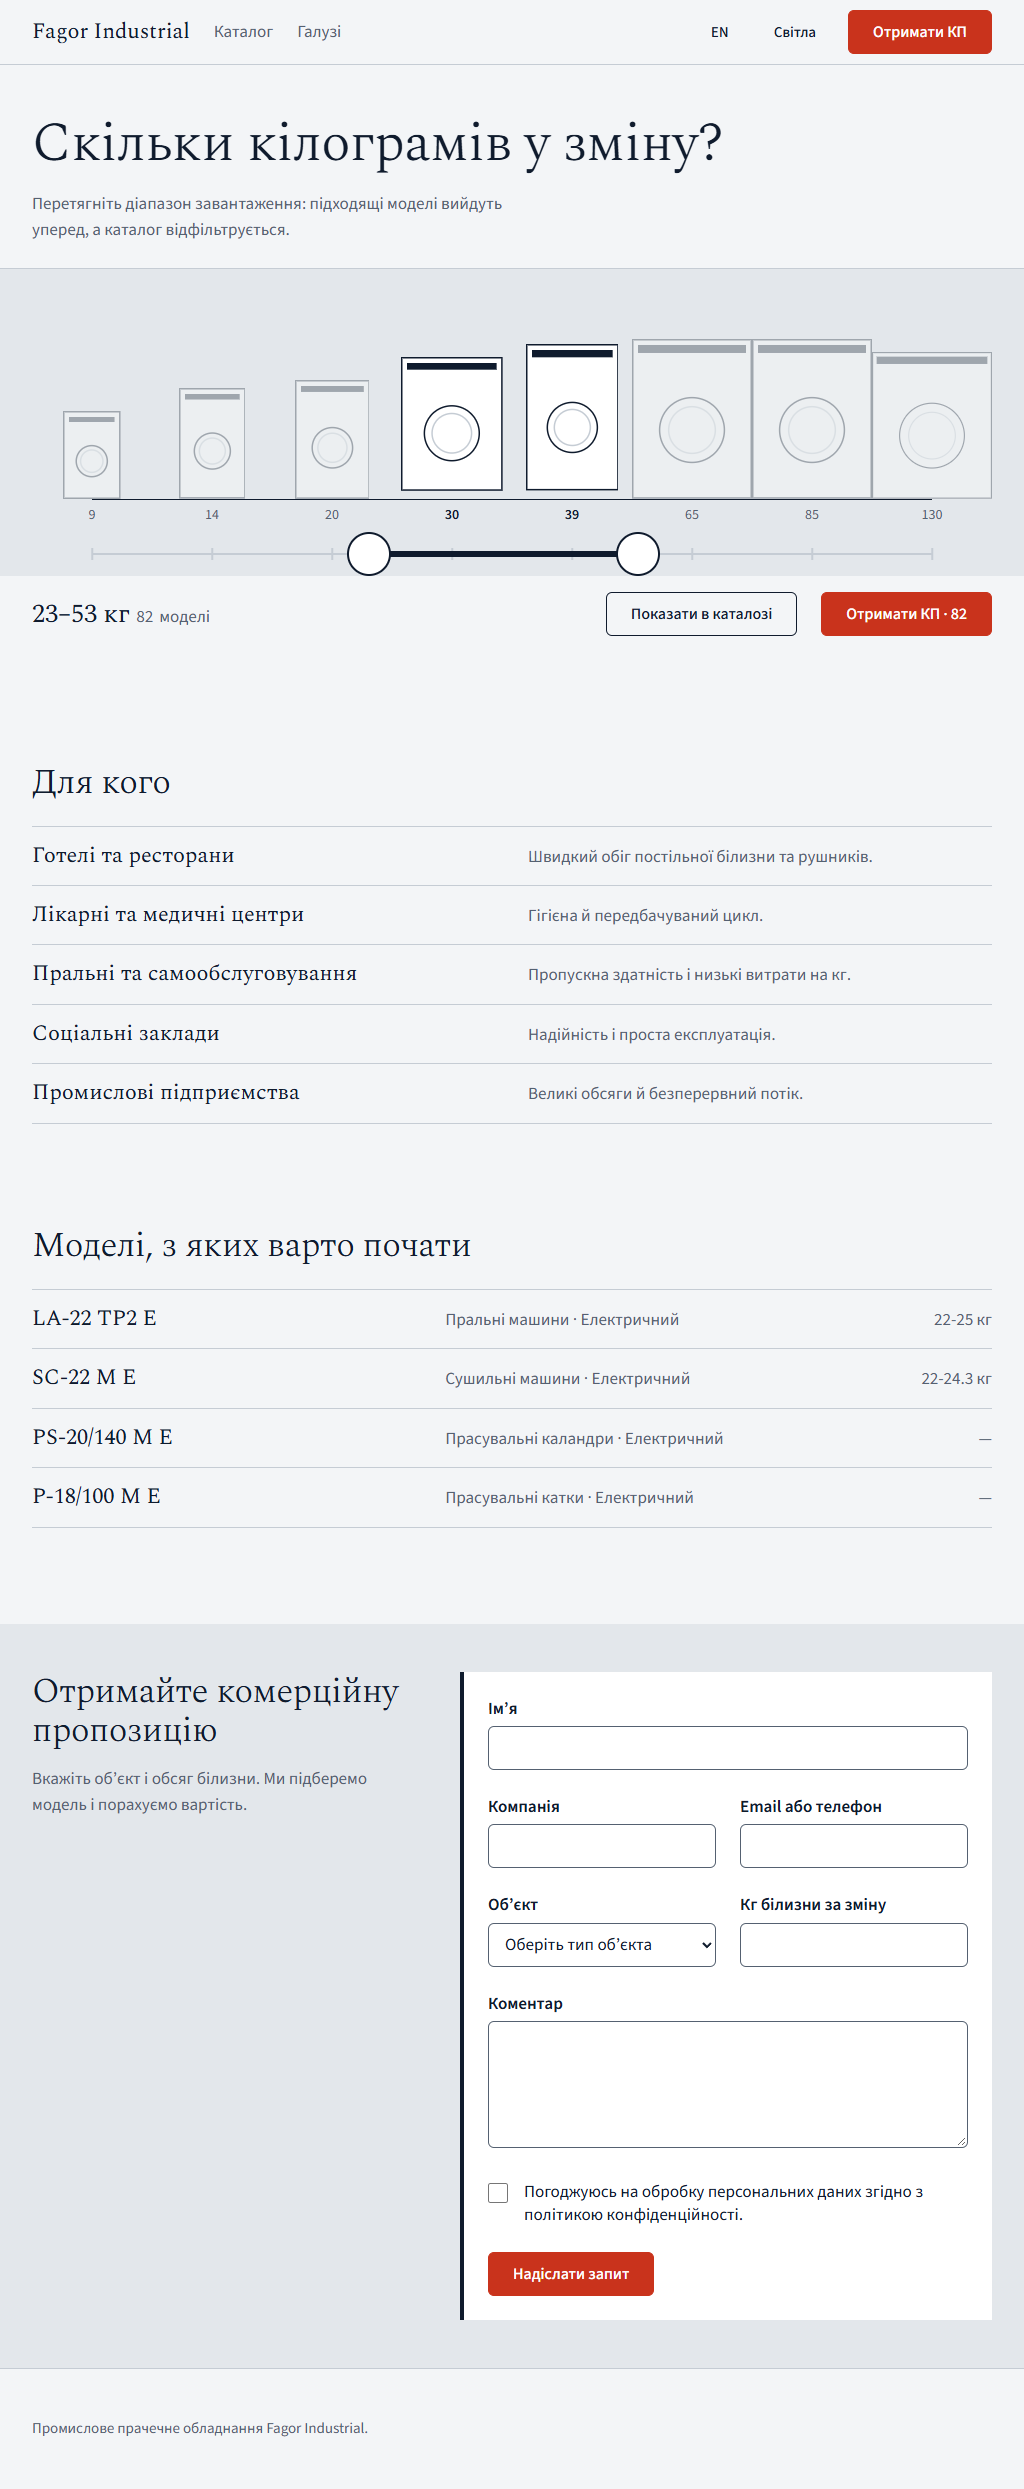 Fagor Industrial Каталог Галузі EN Світла Отримати КП
Скільки кілограмів у зміну?
Перетягніть діапазон завантаження: підходящі моделі вийдуть
уперед, а каталог відфільтрується.
9 14 20 30 39 65 85 130
23–53 кг 82 моделі Показати в каталозі Отримати КП · 82
Для кого
Готелі та ресторани Швидкий обіг постільної білизни та рушників.
Лікарні та медичні центри Гігієна й передбачуваний цикл.
Пральні та самообслуговування Пропускна здатність і низькі витрати на кг.
Соціальні заклади Надійність і проста експлуатація.
Промислові підприємства Великі обсяги й безперервний потік.
Моделі, з яких варто почати
LA-22 TP2 E Пральні машини · Електричний 22-25 кг
SC-22 M E Сушильні машини · Електричний 22-24.3 кг
PS-20/140 M E Прасувальні каландри · Електричний —
P-18/100 M E Прасувальні катки · Електричний —
Отримайте комерційну
пропозицію
Вкажіть об’єкт і обсяг білизни. Ми підберемо
модель і порахуємо вартість.
Ім’я
Компанія Email або телефон
Об’єкт Кг білизни за зміну
Оберіть тип об’єкта
Коментар
Погоджуюсь на обробку персональних даних згідно з
політикою конфіденційності.
Надіслати запит
Промислове прачечне обладнання Fagor Industrial.